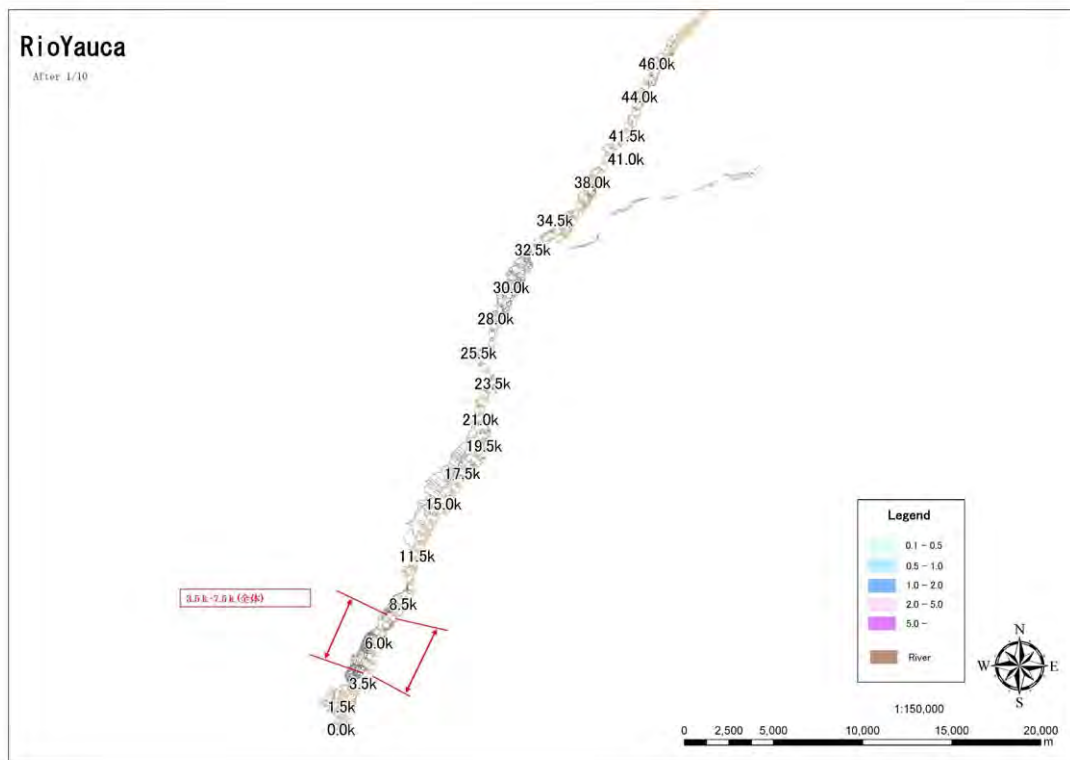 RioYauca
After 1/10
46.0k
44.0k
41.5k
41.0k
38.0k
34.5k
32.5k
30.0k
28.0k
25.5k
23.5k
21.0k
19.5k
17.5k
15.0k
11.5k
3.5k-7.5k(全体)
8.5k
6.0k
3.5k
1.5k
0.0k
Legend
0.1 - 0.5
0.5 - 1.0
1.0 - 2.0
2.0 - 5.0
5.0 -
River
N
W E
S
1:150,000
0 2,500 5,000 10,000 15,000 20,000
m